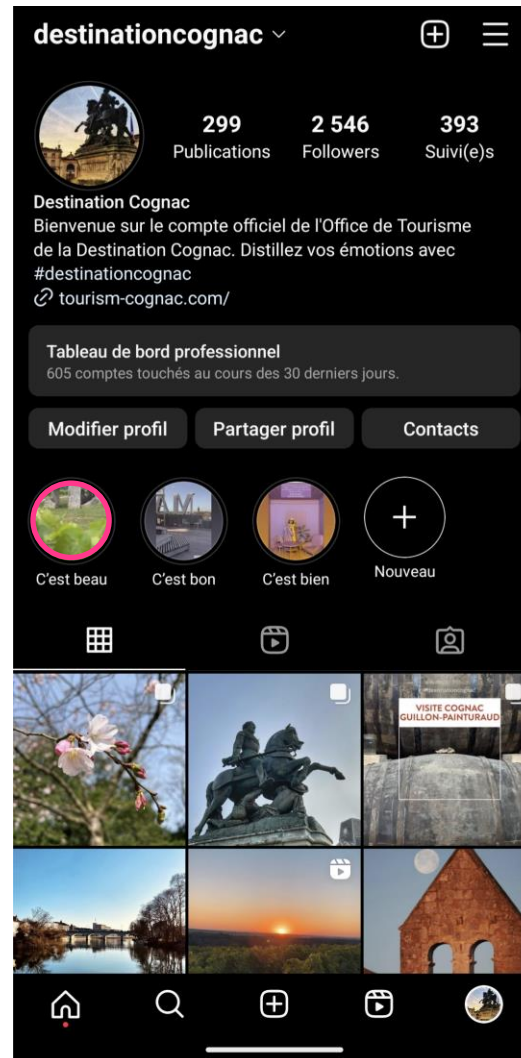 destinationcognac
299 2 546 393
Publications Followers Suivi(e)s
Destination Cognac
Bienvenue sur le compte officiel de l'Office de Tourisme
de la Destination Cognac. Distillez vos émotions avec
#destinationcognac
tourism-cognac.com/
Tableau de bord professionnel
605 comptes touchés au cours des 30 derniers jours.
Modifier profil Partager profil Contacts
AM
C'est beau C'est bon C'est bien Nouveau
VISITE COGNAC
GUILLON-PAINTURAUD